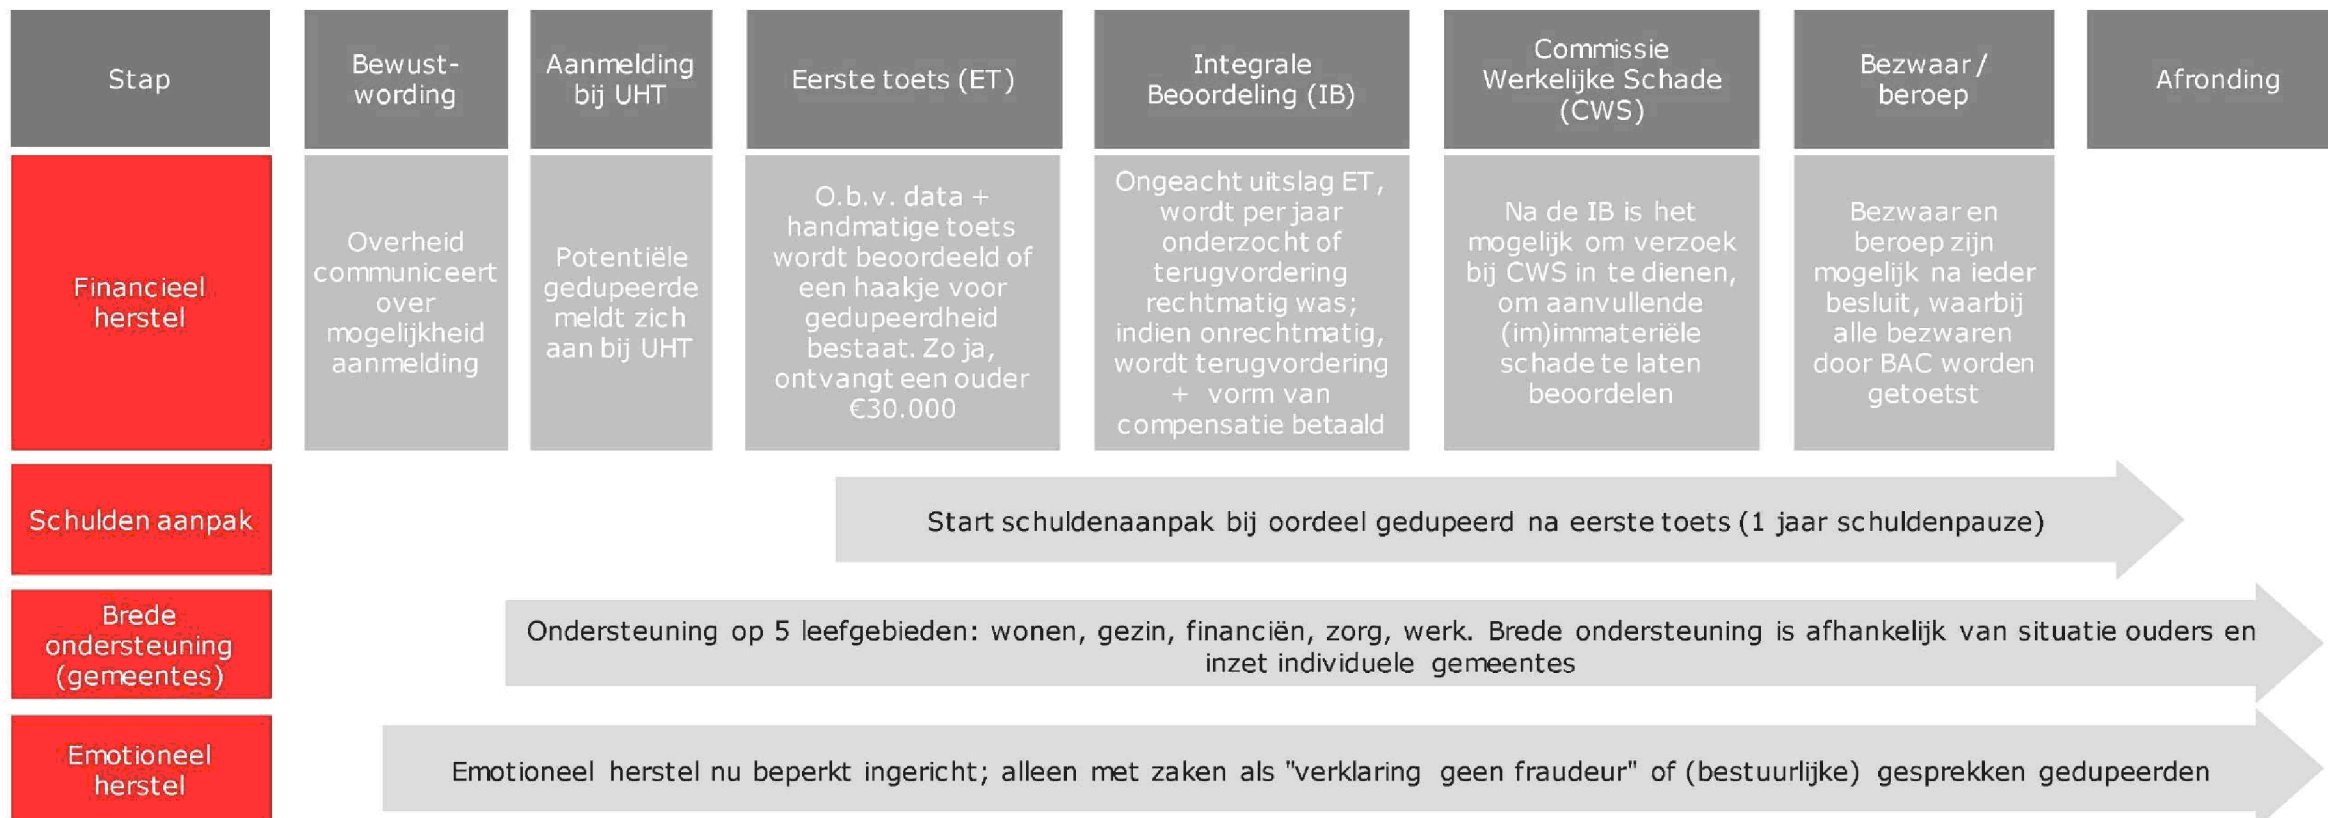 Stap
Bewust-
wording
Aanmelding
bij UHT
Eerste toets (ET)
Integrale
Beoordeling (IB)
Commissie
Werkelijke Schade
(CWS)
Bezwaar /
beroep
Afronding
Financieel
herstel
Overheid
communiceert
over
mogelijkheid
aanmelding
Potentiële
gedupeerde
meldt zich
aan bij UHT
O.b.v. data +
handmatige toets
wordt beoordeeld of
een haakje voor
gedupeerdheid
bestaat. Zo ja,
ontvangt een ouder
€30.000
Ongeacht uitslag ET,
wordt per jaar
onderzocht of
terugvordering
rechtmatig was;
indien onrechtmatig,
wordt terugvordering
+ vorm van
compensatie betaald
Na de IB is het
mogelijk om verzoek
bij CWS in te dienen,
om aanvullende
(im)immateriële
schade te laten
beoordelen
Bezwaar en
beroep zijn
mogelijk na ieder
besluit, waarbij
alle bezwaren
door BAC worden
getoetst
Schulden aanpak
Start schuldenaanpak bij oordeel gedupeerd na eerste toets (1 jaar schuldenpauze)
Brede
ondersteuning
(gemeentes)
Ondersteuning op 5 leefgebieden: wonen, gezin, financiën, zorg, werk. Brede ondersteuning is afhankelijk van situatie ouders en
inzet individuele gemeentes
Emotioneel
herstel
Emotioneel herstel nu beperkt ingericht; alleen met zaken als "verklaring geen fraudeur" of (bestuurlijke) gesprekken gedupeerden